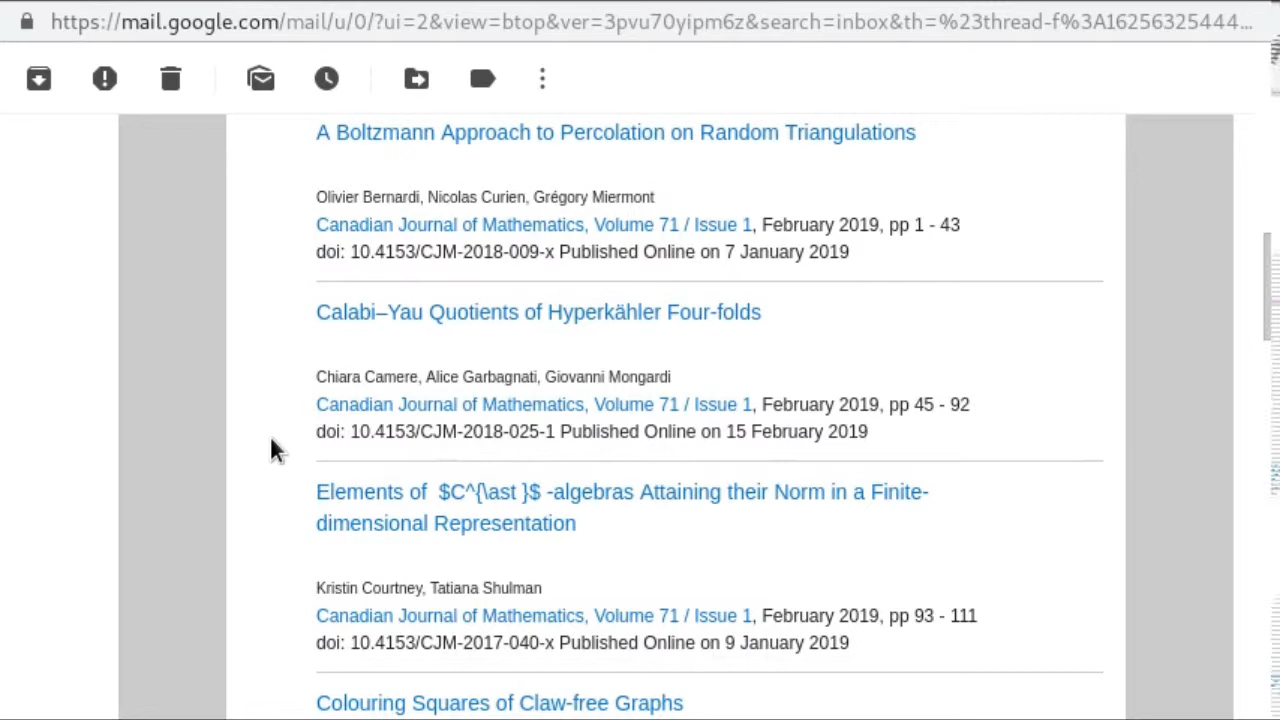 https://mail.google.com/mail/u/0/?ui=2&view=btop&ver=3pvu70yipm6z&search=inbox&th=%23thread-f%3A16256325444...
A Boltzmann Approach to Percolation on Random Triangulations
Olivier Bernardi, Nicolas Curien, Grégory Miermont
Canadian Journal of Mathematics, Volume 71 / Issue 1, February 2019, pp 1 - 43
doi: 10.4153/CJM-2018-009-x Published Online on 7 January 2019
Calabi–Yau Quotients of Hyperkähler Four-folds
Chiara Camere, Alice Garbagnati, Giovanni Mongardi
Canadian Journal of Mathematics, Volume 71 / Issue 1, February 2019, pp 45 - 92
doi: 10.4153/CJM-2018-025-1 Published Online on 15 February 2019
Elements of $C^{\ast }$ -algebras Attaining their Norm in a Finite-
dimensional Representation
Kristin Courtney, Tatiana Shulman
Canadian Journal of Mathematics, Volume 71 / Issue 1, February 2019, pp 93 - 111
doi: 10.4153/CJM-2017-040-x Published Online on 9 January 2019
Colouring Squares of Claw-free Graphs